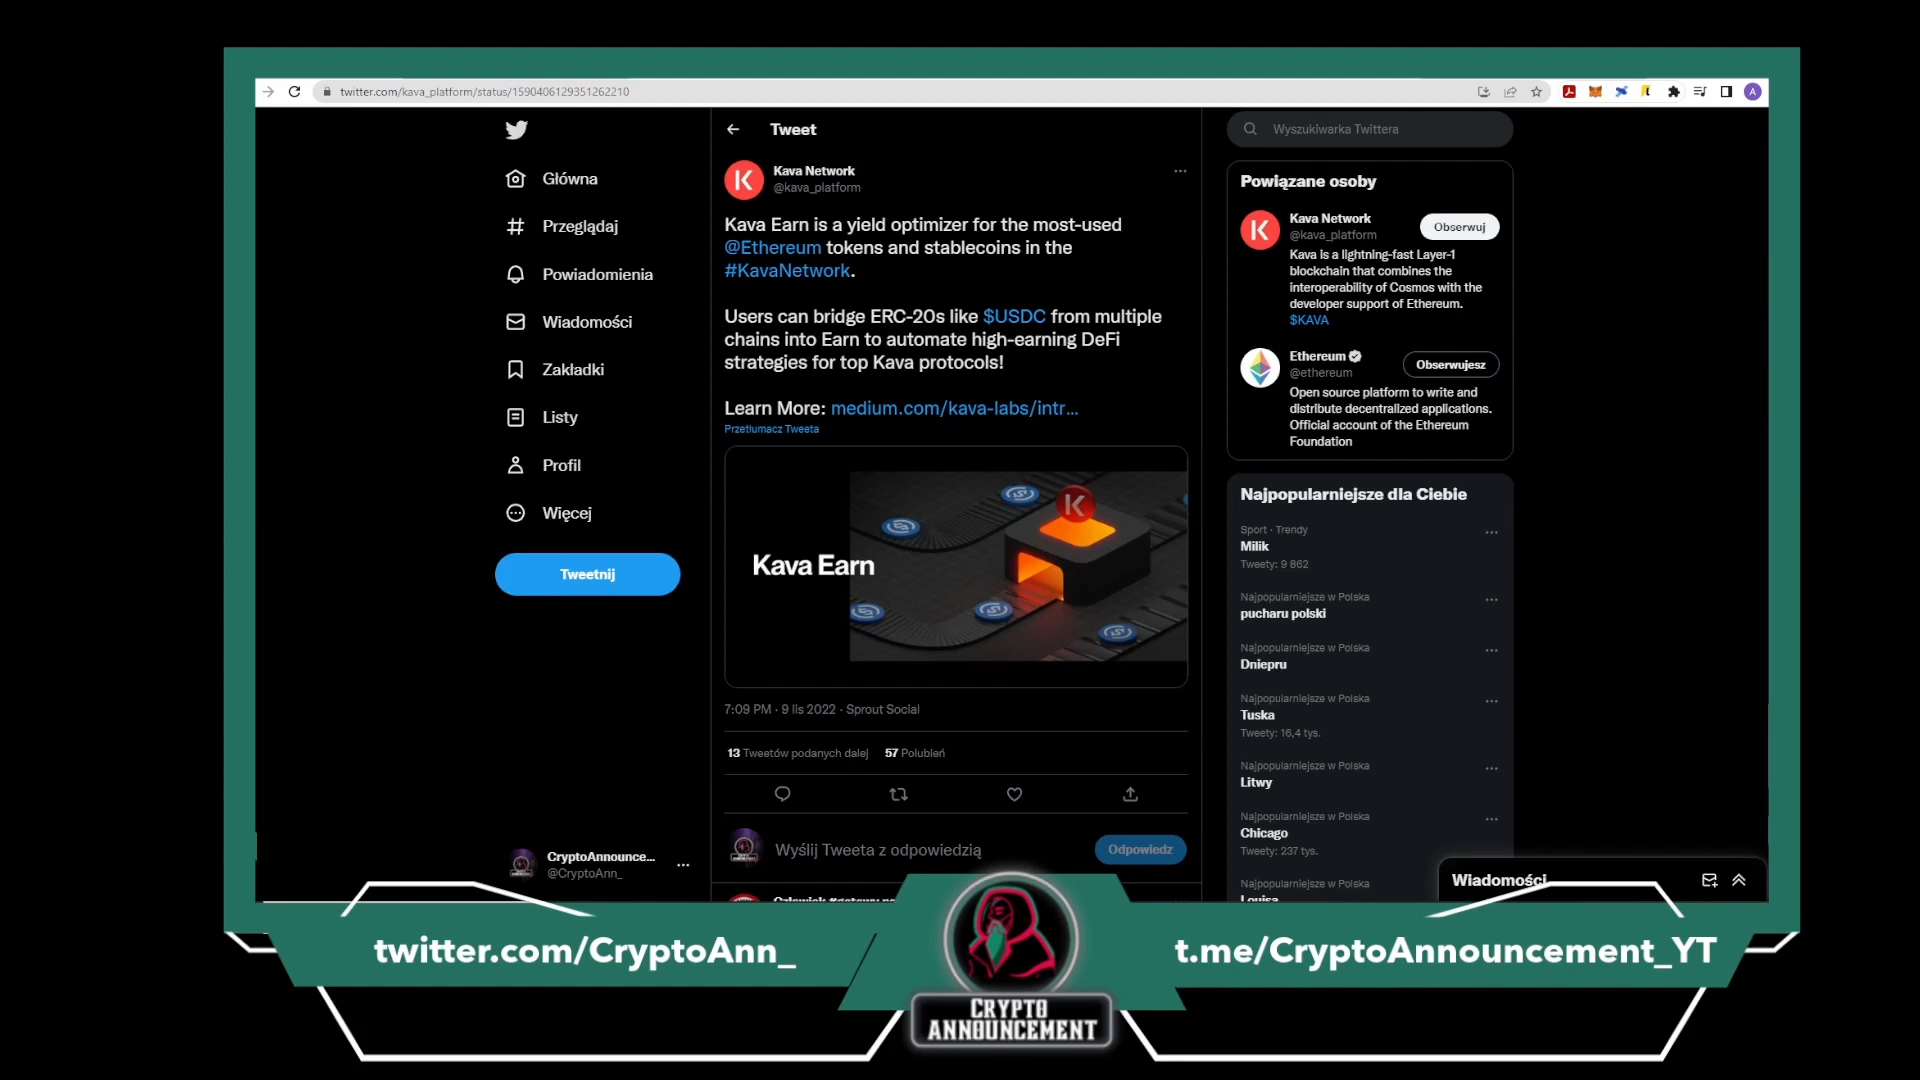 twitter.com/kava_platform/status/1590406129351262210
A
Główna
Przeglądaj
Powiadomienia
Wiadomości
Zakładki
Listy
Profil
Więcej
Tweetnij
CryptoAnnounce...
@CryptoAnn_
Tweet
Kava Network
@kava_platform
Kava Earn is a yield optimizer for the most-used
@Ethereum tokens and stablecoins in the
#KavaNetwork.
Users can bridge ERC-20s like $USDC from multiple
chains into Earn to automate high-earning DeFi
strategies for top Kava protocols!
Learn More: medium.com/kava-labs/intr...
Przetłumacz Tweeta
Kava Earn
7:09 PM · 9 lis 2022 · Sprout Social
13 Tweetów podanych dalej 57 Polubień
Wyślij Tweeta z odpowiedzią
Odpowiedz
Wyszukiwarka Twittera
Powiązane osoby
Kava Network
@kava_platform
Obserwuj
Kava is a lightning-fast Layer-1
blockchain that combines the
interoperability of Cosmos with the
developer support of Ethereum.
$KAVA
Ethereum
@ethereum
Obserwujesz
Open source platform to write and
distribute decentralized applications.
Official account of the Ethereum
Foundation
Najpopularniejsze dla Ciebie
Sport · Trendy
Milik
Tweety: 9 862
Najpopularniejsze w Polska
pucharu polski
Najpopularniejsze w Polska
Dniepru
Najpopularniejsze w Polska
Tuska
Tweety: 16,4 tys.
Najpopularniejsze w Polska
Litwy
Najpopularniejsze w Polska
Chicago
Tweety: 237 tys.
Najpopularniejsze w Polska
Louisa
Wiadomości
twitter.com/CryptoAnn_
CRYPTO
ANNOUNCEMENT
t.me/CryptoAnnouncement_YT